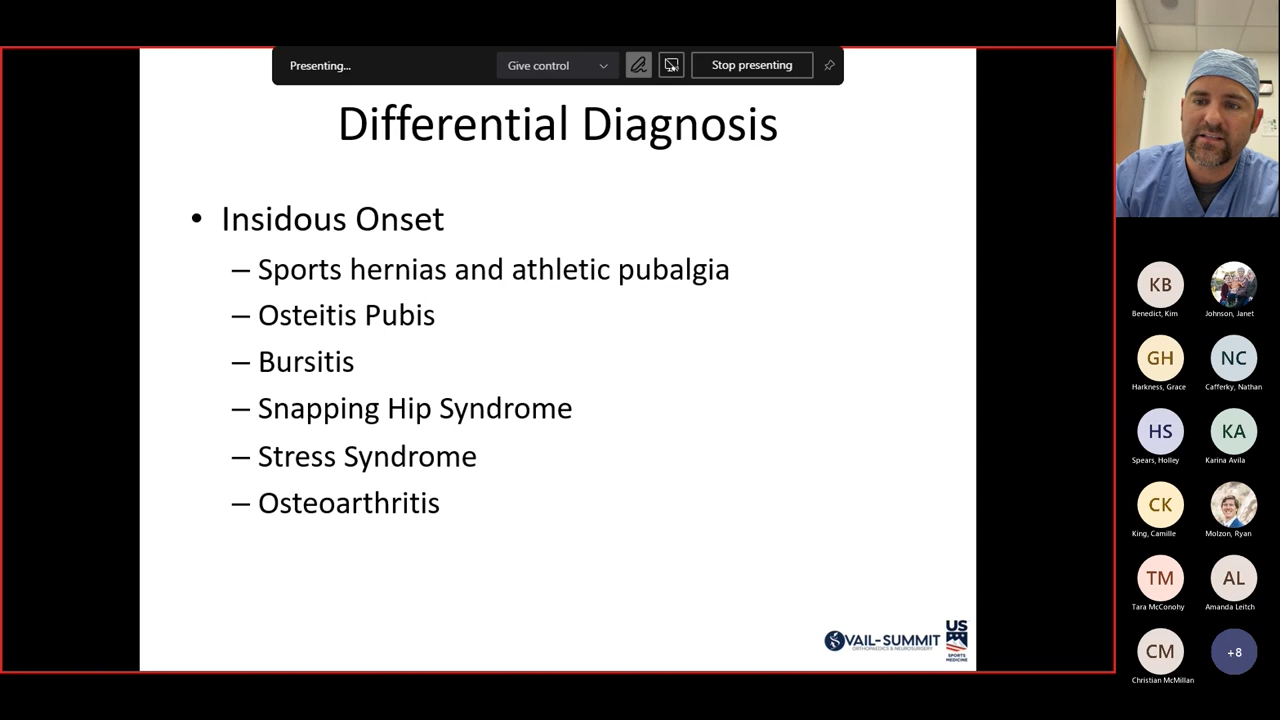 Presenting...
Give control
Stop presenting
Differential Diagnosis
• Insidous Onset
– Sports hernias and athletic pubalgia
– Osteitis Pubis
– Bursitis
– Snapping Hip Syndrome
– Stress Syndrome
– Osteoarthritis
VAIL-SUMMIT
ORTHOPAEDICS & NEUROSURGERY
US
SPORTS
MEDICINE
KB
Benedict, Kim
Johnson, Janet
GH
Harkness, Grace
NC
Cafferky, Nathan
HS
Spears, Holley
KA
Karina Avila
CK
King, Camille
Molzon, Ryan
TM
Tara McConohy
AL
Amanda Leitch
CM
Christian McMillan
+8